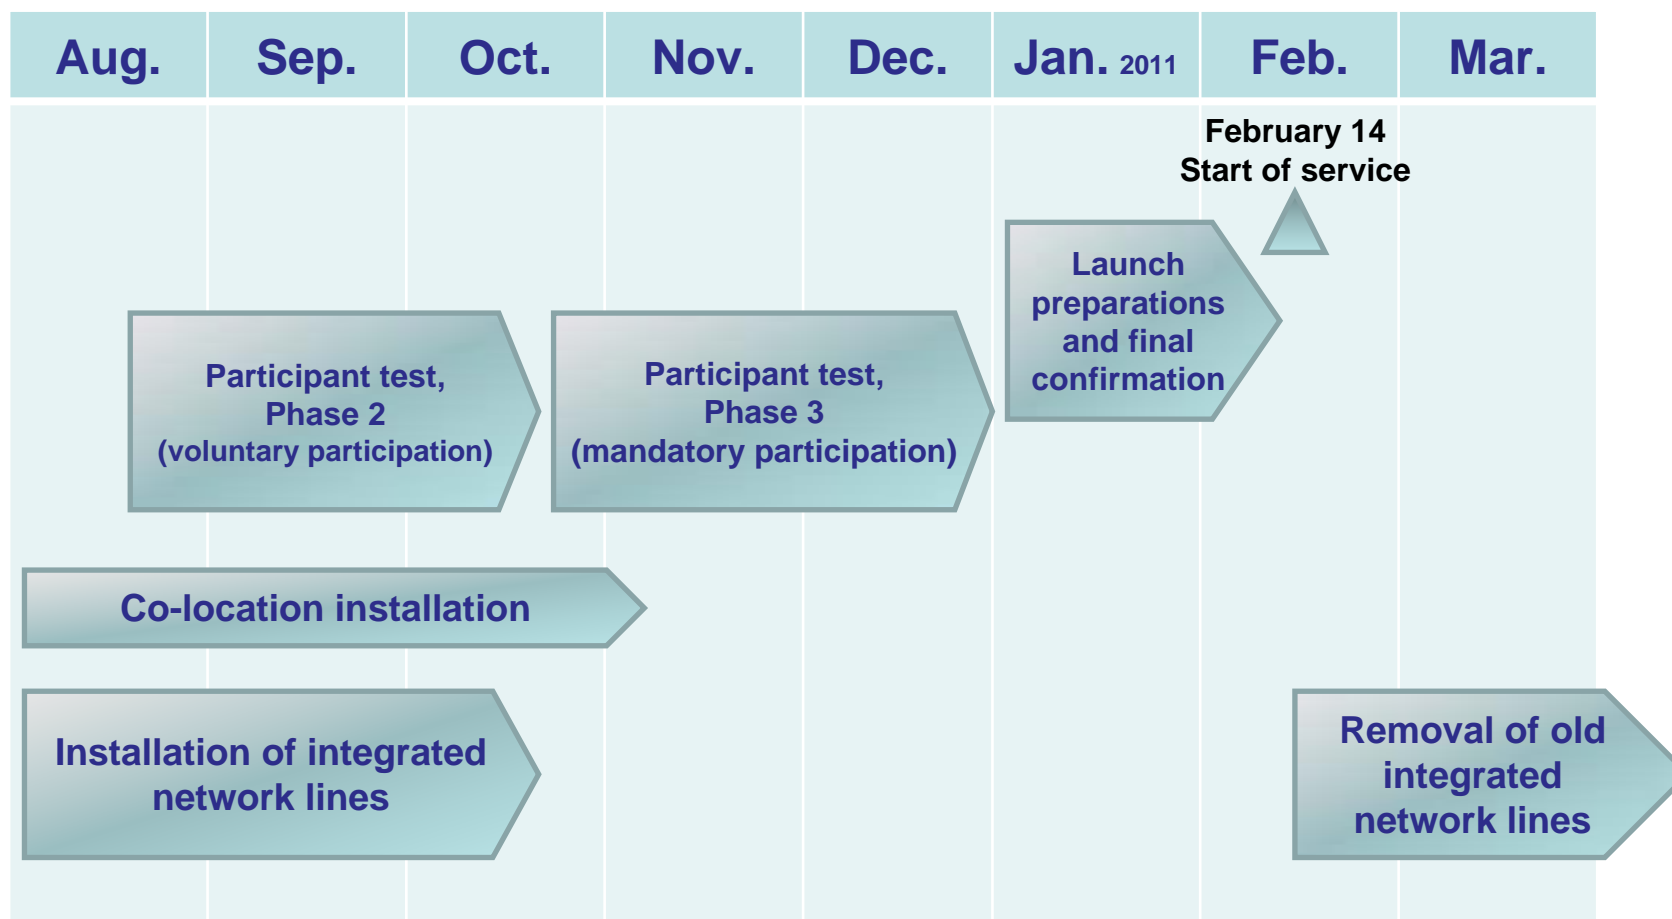 Aug. Sep. Oct. Nov. Dec. Jan. 2011 Feb. Mar.
February 14
Start of service
Launch
preparations
and final
confirmation
Participant test,
Phase 2
(voluntary participation)
Participant test,
Phase 3
(mandatory participation)
Co-location installation
Installation of integrated
network lines
Removal of old
integrated
network lines